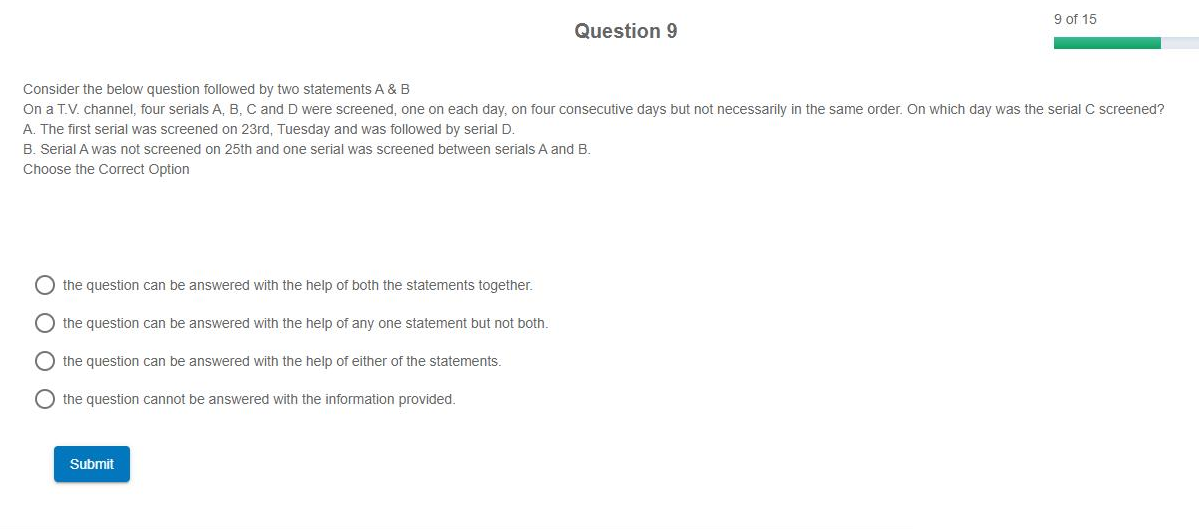 9 of 15
Question 9
Consider the below question followed by two statements A & B
On a T.V. channel, four serials A, B, C and D were screened, one on each day, on four consecutive days but not necessarily in the same order. On which day was the serial C screened?
A. The first serial was screened on 23rd, Tuesday and was followed by serial D.
B. Serial A was not screened on 25th and one serial was screened between serials A and B.
Choose the Correct Option
the question can be answered with the help of both the statements together.
the question can be answered with the help of any one statement but not both.
the question can be answered with the help of either of the statements.
the question cannot be answered with the information provided.
Submit